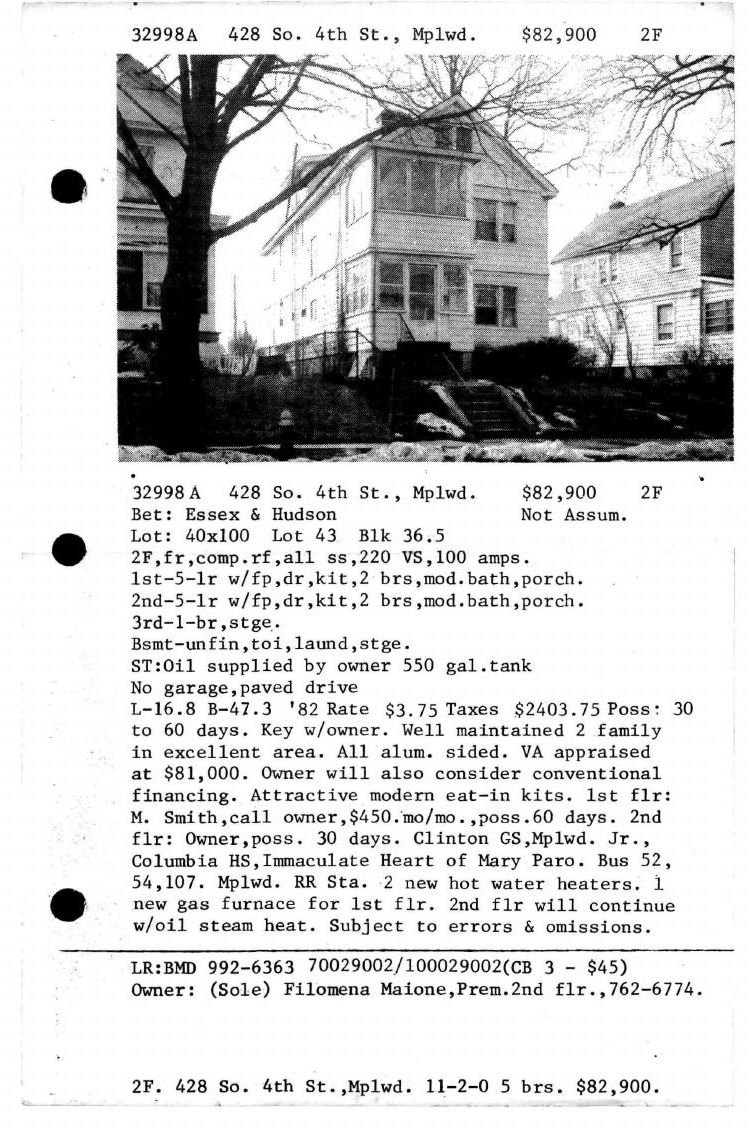 32998A 428 So. 4th St., Mplwd. $82,900 2F
32998A 428 So. 4th St., Mplwd. $82,900 2F
Bet: Essex & Hudson Not Assum.
Lot: 40x100 Lot 43 Blk 36.5
2F,fr,comp.rf,all ss,220 VS,100 amps.
1st-5-lr w/fp,dr,kit,2 brs,mod.bath,porch.
2nd-5-lr w/fp,dr,kit,2 brs,mod.bath,porch.
3rd-1-br,stge.
Bsmt-unfin,toi,laund,stge.
ST:Oil supplied by owner 550 gal.tank
No garage,paved drive
L-16.8 B-47.3 '82 Rate $3.75 Taxes $2403.75 Poss: 30
to 60 days. Key w/owner. Well maintained 2 family
in excellent area. All alum. sided. VA appraised
at $81,000. Owner will also consider conventional
financing. Attractive modern eat-in kits. 1st flr:
M. Smith,call owner,$450.mo/mo.,poss.60 days. 2nd
flr: Owner,poss. 30 days. Clinton GS,Mplwd. Jr.,
Columbia HS,Immaculate Heart of Mary Paro. Bus 52,
54,107. Mplwd. RR Sta. 2 new hot water heaters. 1
new gas furnace for 1st flr. 2nd flr will continue
w/oil steam heat. Subject to errors & omissions.
LR:BMD 992-6363 70029002/100029002(CB 3 - $45)
Owner: (Sole) Filomena Maione,Prem.2nd flr.,762-6774.
2F. 428 So. 4th St.,Mplwd. 11-2-0 5 brs. $82,900.